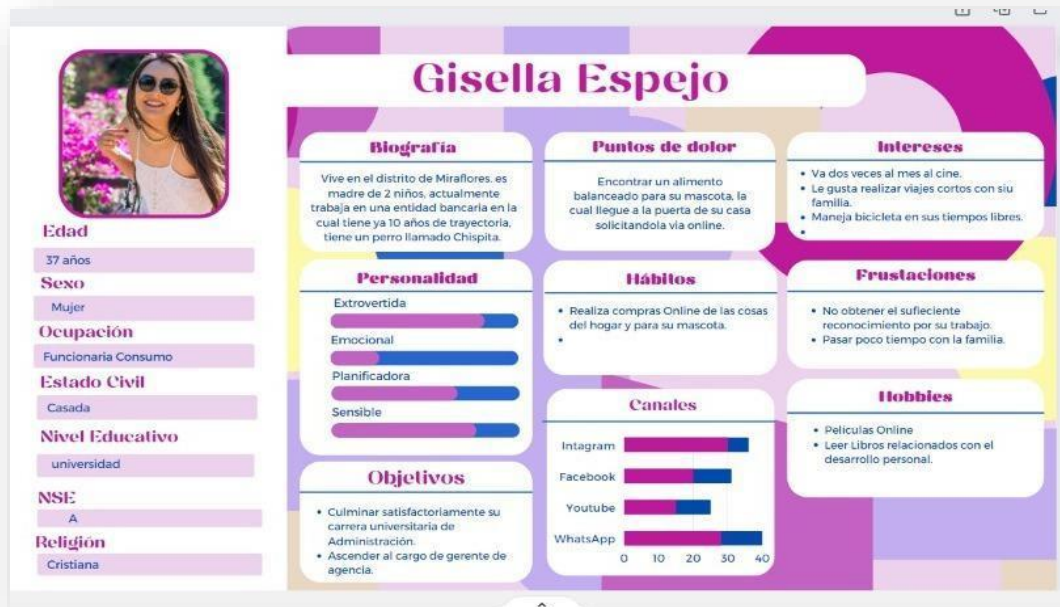 Gisella Espejo
Edad
37 años
Sexo
Mujer
Ocupación
Funcionaria Consumo
Estado Civil
Casada
Nivel Educativo
universidad
NSE
A
Religión
Cristiana
Biografía
Vive en el distrito de Miraflores, es
madre de 2 niños, actualmente
trabaja en una entidad bancaria en la
cual tiene ya 10 años de trayectoria,
tiene un perro llamado Chispita.
Personalidad
Extrovertida
Emocional
Planificadora
Sensible
Objetivos
• Culminar satisfactoriamente su
carrera universitaria de
Administración.
• Ascender al cargo de gerente de
agencia.
Puntos de dolor
Encontrar un alimento
balanceado para su mascota, la
cual llegue a la puerta de su casa
solicitandola via online.
Hábitos
• Realiza compras Online de las cosas
del hogar y para su mascota.
•
Canales
Intagram
Facebook
Youtube
WhatsApp
0 10 20 30 40
Intereses
• Va dos veces al mes al cine.
• Le gusta realizar viajes cortos con siu
familia.
• Maneja bicicleta en sus tiempos libres.
•
Frustaciones
• No obtener el sufieciente
reconocimiento por su trabajo.
• Pasar poco tiempo con la familia.
Hobbies
• Peliculas Online
• Leer Libros relacionados con el
desarrollo personal.